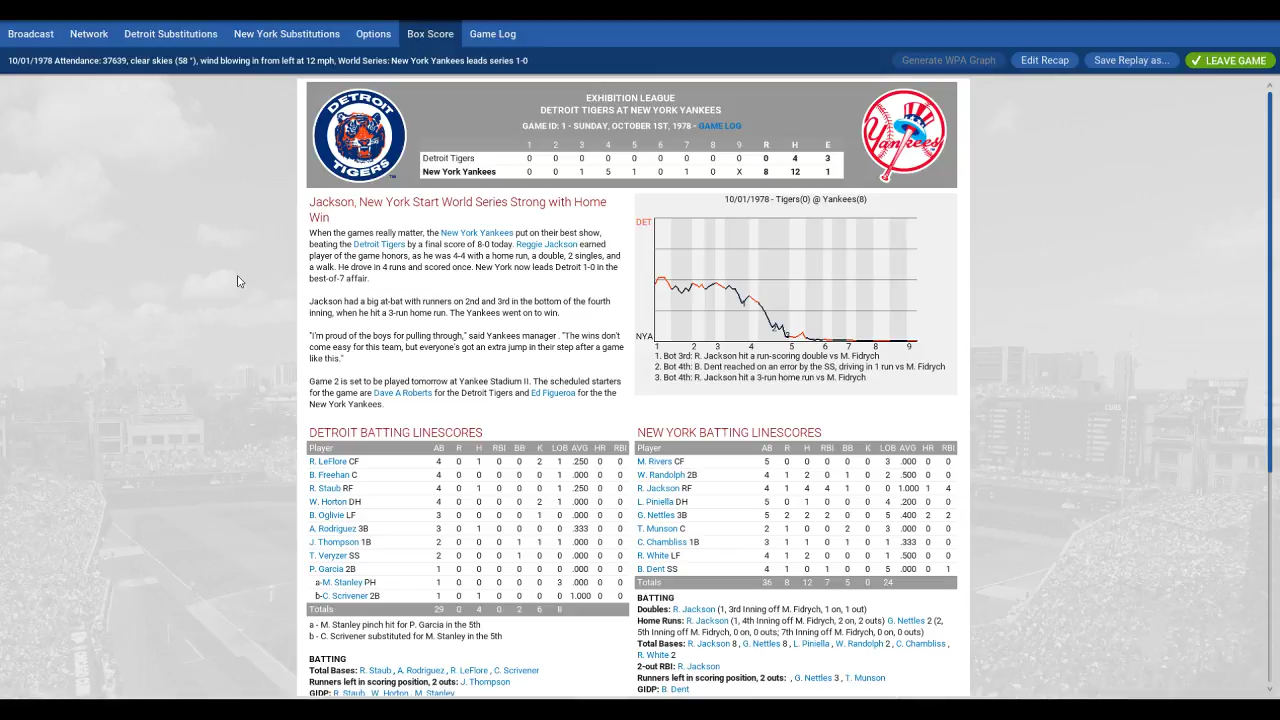 Broadcast Network Detroit Substitutions New York Substitutions Options Box Score Game Log
10/01/1978 Attendance: 37639, clear skies (58 °), wind blowing in from left at 12 mph, World Series: New York Yankees leads series 1-0 Generate WPA Graph Edit Recap Save Replay as... ✓ LEAVE GAME
EXHIBITION LEAGUE
DETROIT TIGERS AT NEW YORK YANKEES
GAME ID: 1 - SUNDAY, OCTOBER 1ST, 1978 - GAME LOG
DETROIT TIGERS
Yankees
1 2 3 4 5 6 7 8 9 R H E
Detroit Tigers 0 0 0 0 0 0 0 0 0 0 4 3
New York Yankees 0 0 1 5 1 0 1 0 X 8 12 1
Jackson, New York Start World Series Strong with Home
Win
When the games really matter, the New York Yankees put on their best show,
beating the Detroit Tigers by a final score of 8-0 today. Reggie Jackson earned
player of the game honors, as he was 4-4 with a home run, a double, 2 singles, and
a walk. He drove in 4 runs and scored once. New York now leads Detroit 1-0 in the
best-of-7 affair.
Jackson had a big at-bat with runners on 2nd and 3rd in the bottom of the fourth
inning, when he hit a 3-run home run. The Yankees went on to win.
"I'm proud of the boys for pulling through," said Yankees manager . "The wins don't
come easy for this team, but everyone's got an extra jump in their step after a game
like this."
Game 2 is set to be played tomorrow at Yankee Stadium II. The scheduled starters
for the game are Dave A Roberts for the Detroit Tigers and Ed Figueroa for the the
New York Yankees.
10/01/1978 - Tigers(0) @ Yankees(8)
DET
NYA
1 2 3 4 5 6 7 8 9
1. Bot 3rd: R. Jackson hit a run-scoring double vs M. Fidrych
2. Bot 4th: B. Dent reached on an error by the SS, driving in 1 run vs M. Fidrych
3. Bot 4th: R. Jackson hit a 3-run home run vs M. Fidrych
DETROIT BATTING LINESCORES
Player AB R H RBI BB K LOB AVG HR RBI
R. LeFlore CF 4 0 1 0 0 2 1 .250 0 0
B. Freehan C 4 0 0 0 0 0 1 .000 0 0
R. Staub RF 4 0 1 0 0 0 1 .250 0 0
W. Horton DH 4 0 0 0 0 2 1 .000 0 0
B. Oglivie LF 3 0 0 0 0 1 0 .000 0 0
A. Rodriguez 3B 3 0 1 0 0 0 0 .333 0 0
J. Thompson 1B 2 0 0 0 1 1 1 .000 0 0
T. Veryzer SS 2 0 0 0 1 0 0 .000 0 0
P. Garcia 2B 1 0 0 0 0 0 0 .000 0 0
a-M. Stanley PH 1 0 0 0 0 0 3 .000 0 0
b-C. Scrivener 2B 1 0 1 0 0 0 0 1.000 0 0
Totals 29 0 4 0 2 6 8
a - M. Stanley pinch hit for P. Garcia in the 5th
b - C. Scrivener substituted for M. Stanley in the 5th
BATTING
Total Bases: R. Staub , A. Rodriguez , R. LeFlore , C. Scrivener
Runners left in scoring position, 2 outs: J. Thompson
GIDP: R. Staub , W. Horton , M. Stanley
NEW YORK BATTING LINESCORES
Player AB R H RBI BB K LOB AVG HR RBI
M. Rivers CF 5 0 0 0 0 0 3 .000 0 0
W. Randolph 2B 4 1 2 0 1 0 2 .500 0 0
R. Jackson RF 4 1 4 4 1 0 0 1.000 1 4
L. Piniella DH 5 0 1 0 0 0 4 .200 0 0
G. Nettles 3B 5 2 2 2 0 0 5 .400 2 2
T. Munson C 2 1 0 0 2 0 3 .000 0 0
C. Chambliss 1B 3 1 1 0 1 0 1 .333 0 0
R. White LF 4 1 2 0 0 0 1 .500 0 0
B. Dent SS 4 1 0 1 0 0 5 .000 0 1
Totals 36 8 12 7 5 0 24
BATTING
Doubles: R. Jackson (1, 3rd Inning off M. Fidrych, 1 on, 1 out)
Home Runs: R. Jackson (1, 4th Inning off M. Fidrych, 2 on, 2 outs) G. Nettles 2 (2,
5th Inning off M. Fidrych, 0 on, 0 outs; 7th Inning off M. Fidrych, 0 on, 0 outs)
Total Bases: R. Jackson 8 , G. Nettles 8 , L. Piniella , W. Randolph 2 , C. Chambliss ,
R. White 2
2-out RBI: R. Jackson
Runners left in scoring position, 2 outs: , G. Nettles 3 , T. Munson
GIDP: B. Dent